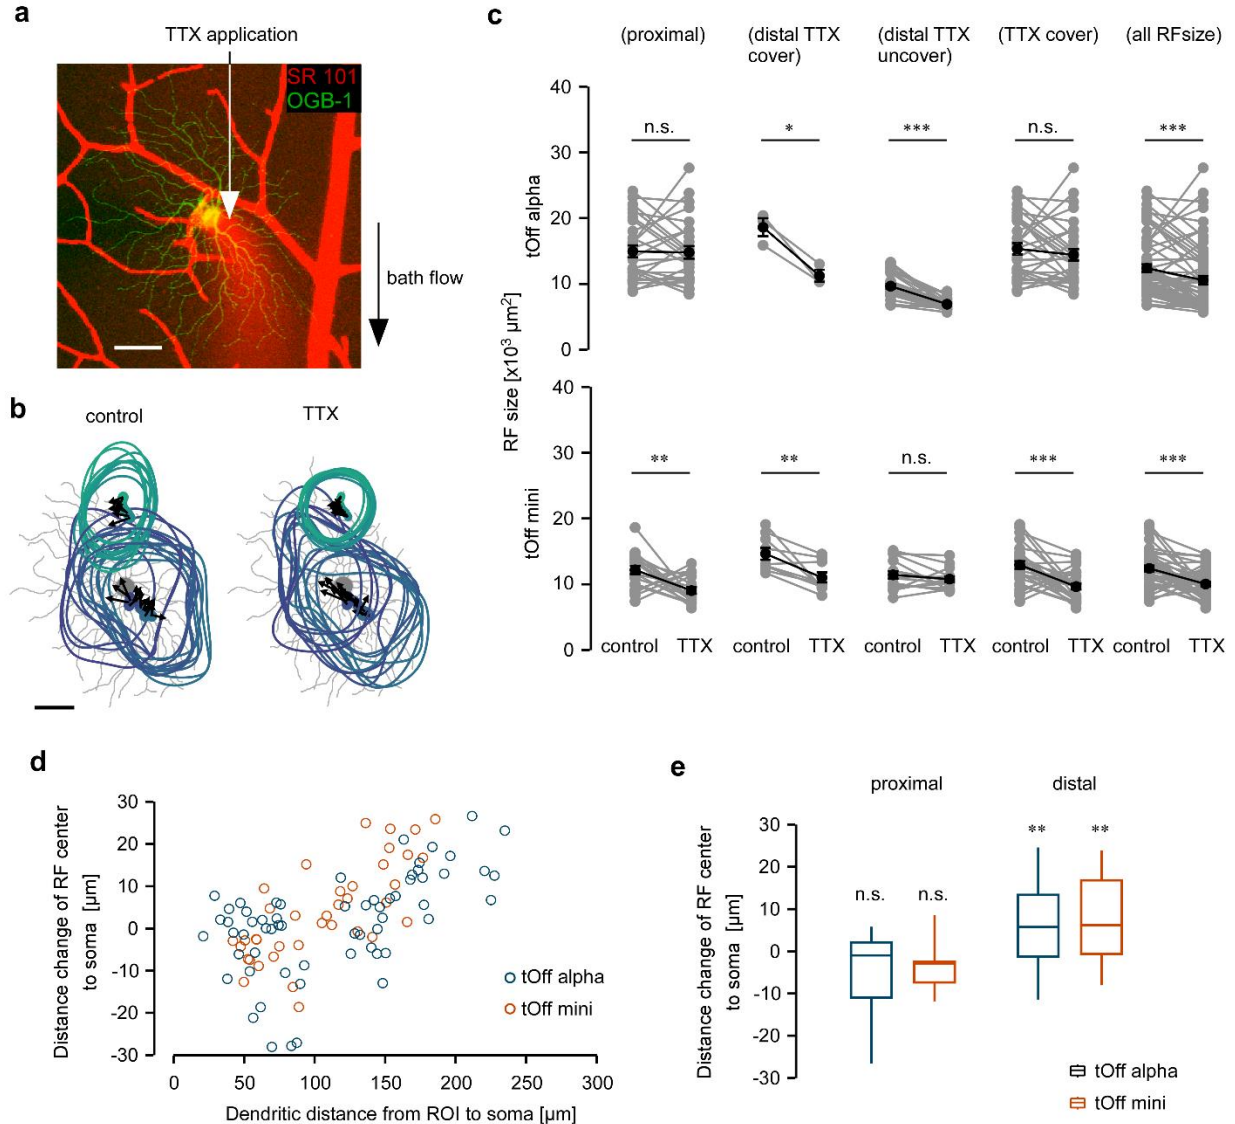 a
TTX application
SR 101
OGB-1
bath flow
b
control
TTX
c
(proximal)
(distal TTX
cover)
(distal TTX
uncover)
(TTX cover)
(all RFsize)
RF size [x10³ µm²]
tOff alpha
40
30
20
10
0
n.s.
*
***
n.s.
***
tOff mini
40
30
20
10
0
**
**
n.s.
***
***
control TTX
control TTX
control TTX
control TTX
control TTX
d
Distance change of RF center
to soma [µm]
30
20
10
0
-10
-20
-30
tOff alpha
tOff mini
0 50 100 150 200 250 300
Dendritic distance from ROI to soma [µm]
e
proximal
distal
Distance change of RF center
to soma [µm]
30
20
10
0
-10
-20
-30
n.s.
n.s.
**
**
tOff alpha
tOff mini